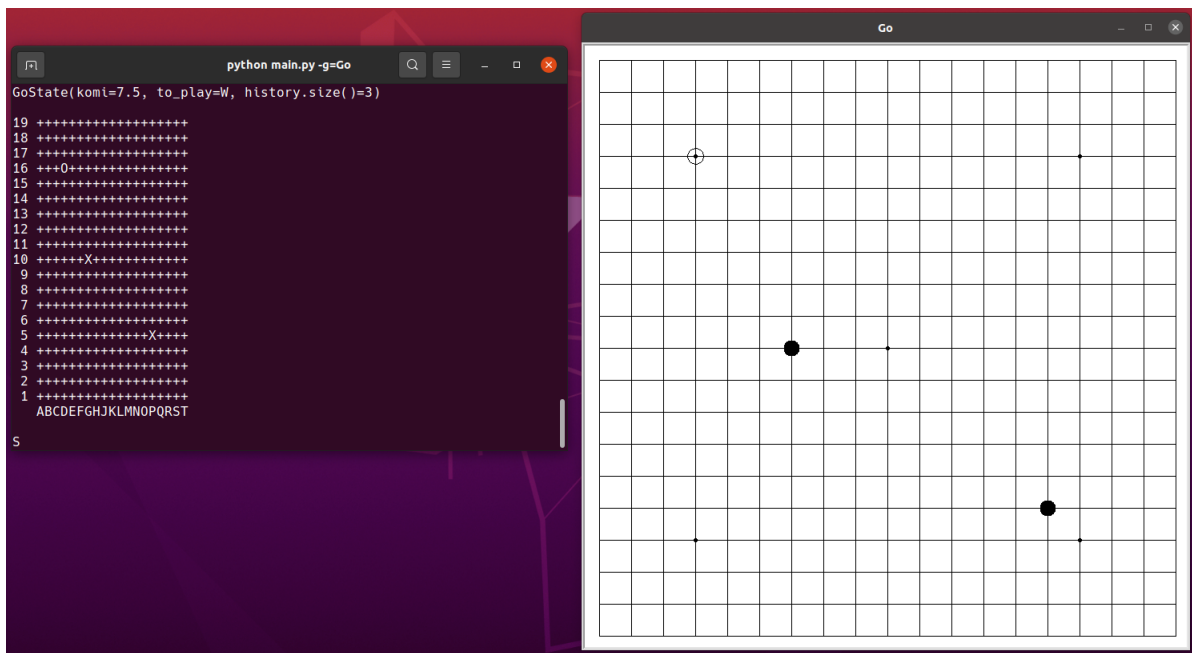 python main.py -g=Go
GoState(komi=7.5, to_play=W, history.size()=3)
19 +++++++++++++++++++
18 +++++++++++++++++++
17 +++++++++++++++++++
16 +++O+++++++++++++++
15 +++++++++++++++++++
14 +++++++++++++++++++
13 +++++++++++++++++++
12 +++++++++++++++++++
11 +++++++++++++++++++
10 ++++++X++++++++++++
9 +++++++++++++++++++
8 +++++++++++++++++++
7 +++++++++++++++++++
6 +++++++++++++++++++
5 ++++++++++++++X++++
4 +++++++++++++++++++
3 +++++++++++++++++++
2 +++++++++++++++++++
1 +++++++++++++++++++
ABCDEFGHJKLMNOPQRST
S
Go